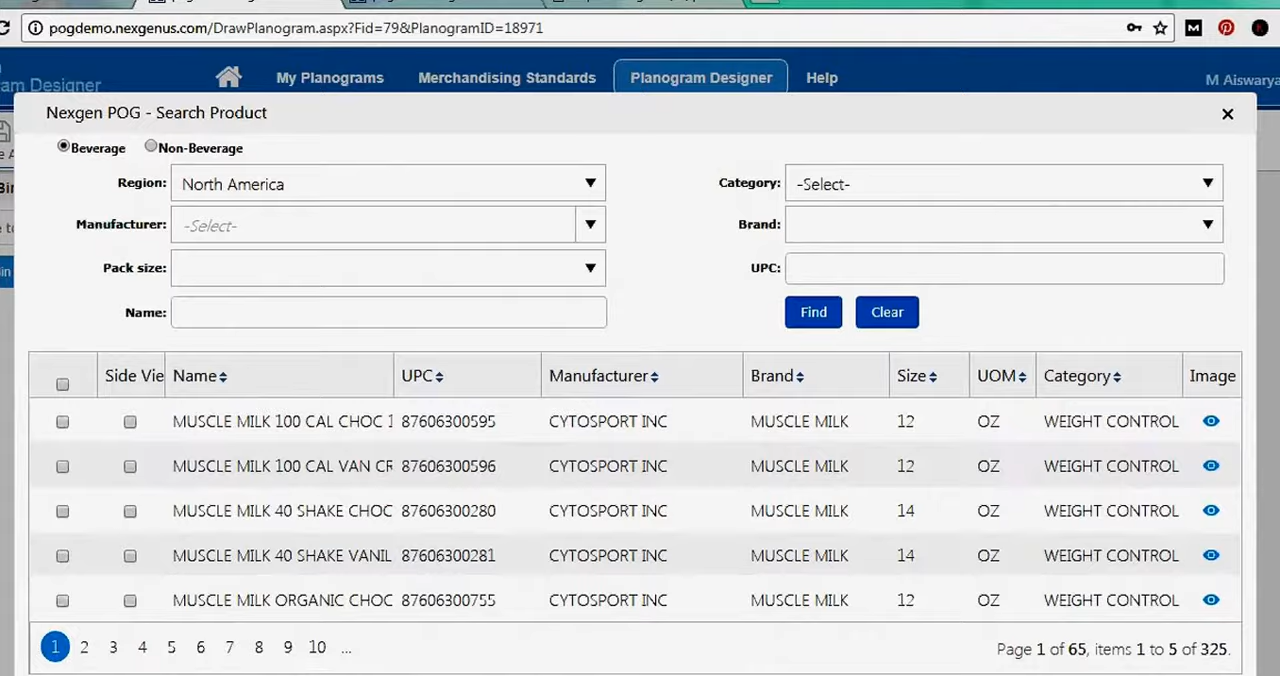 pogdemo.nexgenus.com/DrawPlanogram.aspx?Fid=79&PlanogramID=18971
am Designer
My Planograms Merchandising Standards Planogram Designer Help
M Aiswarya
Nexgen POG - Search Product
Beverage Non-Beverage
Region: North America Category: -Select-
Manufacturer: -Select- Brand:
Pack size: UPC:
Name: Find Clear
Side Vie Name UPC Manufacturer Brand Size UOM Category Image
MUSCLE MILK 100 CAL CHOC 1 87606300595 CYTOSPORT INC MUSCLE MILK 12 OZ WEIGHT CONTROL
MUSCLE MILK 100 CAL VAN CR 87606300596 CYTOSPORT INC MUSCLE MILK 12 OZ WEIGHT CONTROL
MUSCLE MILK 40 SHAKE CHOC 87606300280 CYTOSPORT INC MUSCLE MILK 14 OZ WEIGHT CONTROL
MUSCLE MILK 40 SHAKE VANIL 87606300281 CYTOSPORT INC MUSCLE MILK 14 OZ WEIGHT CONTROL
MUSCLE MILK ORGANIC CHOC 87606300755 CYTOSPORT INC MUSCLE MILK 12 OZ WEIGHT CONTROL
1 2 3 4 5 6 7 8 9 10 ... Page 1 of 65, items 1 to 5 of 325.